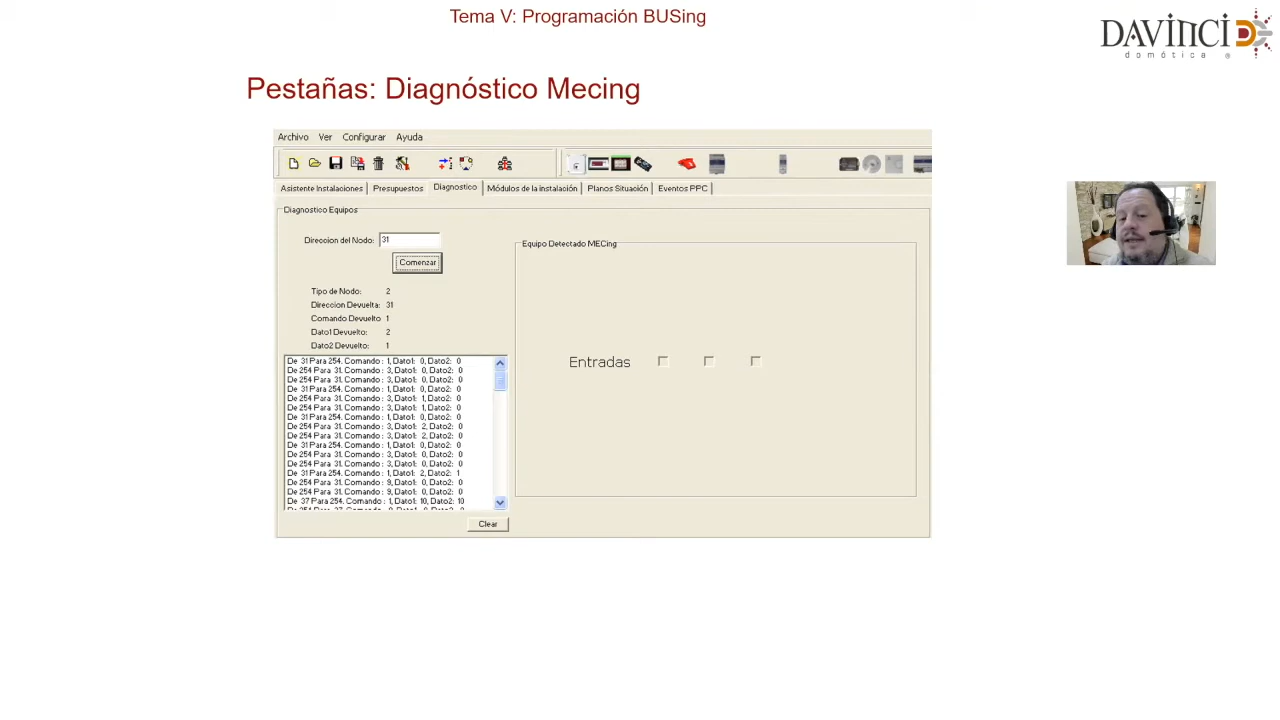 Tema V: Programación BUSing
DAVINCI
domótica ®
Pestañas: Diagnóstico Mecing
Archivo Ver Configurar Ayuda
Asistente Instalaciones Presupuestos Diagnostico Módulos de la instalación Planos Situación Eventos PPC
Diagnostico Equipos
Direccion del Nodo: 31
Comenzar
Tipo de Nodo: 2
Direccion Devuelta: 31
Comando Devuelto 1
Dato1 Devuelto: 2
Dato2 Devuelto: 1
De 31 Para 254. Comando : 1, Dato1: 0, Dato2: 0
De 254 Para 31. Comando : 3, Dato1: 0, Dato2: 0
De 254 Para 31. Comando : 3, Dato1: 0, Dato2: 0
De 31 Para 254. Comando : 1, Dato1: 0, Dato2: 0
De 254 Para 31. Comando : 3, Dato1: 1, Dato2: 0
De 254 Para 31. Comando : 3, Dato1: 1, Dato2: 0
De 31 Para 254. Comando : 1, Dato1: 0, Dato2: 0
De 254 Para 31. Comando : 3, Dato1: 2, Dato2: 0
De 254 Para 31. Comando : 3, Dato1: 2, Dato2: 0
De 31 Para 254. Comando : 1, Dato1: 0, Dato2: 0
De 254 Para 31. Comando : 3, Dato1: 0, Dato2: 0
De 254 Para 31. Comando : 3, Dato1: 0, Dato2: 0
De 31 Para 254. Comando : 1, Dato1: 2, Dato2: 1
De 254 Para 31. Comando : 9, Dato1: 0, Dato2: 0
De 254 Para 31. Comando : 9, Dato1: 0, Dato2: 0
De 37 Para 254. Comando : 1, Dato1: 10, Dato2: 10
Clear
Equipo Detectado MECing
Entradas